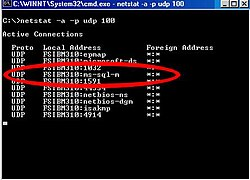 C:\WINNT\System32\cmd.exe - netstat -a -p udp 100
C:\>netstat -a -p udp 100
Active Connections
Proto Local Address Foreign Address
UDP FSIBM310:epmap *:*
UDP FSIBM310:microsoft-ds *:*
UDP FSIBM310:1032 *:*
UDP FSIBM310:ms-sql-m *:*
UDP FSIBM310:1591 *:*
UDP *:*
UDP FSIBM310:netbios-ns *:*
UDP FSIBM310:netbios-dgm *:*
UDP FSIBM310:isakmp *:*
UDP FSIBM310:4914 *:*